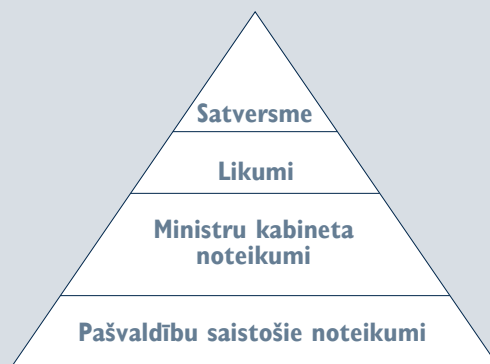 Satversme
Likumi
Ministru kabineta
noteikumi
Pašvaldību saistošie noteikumi